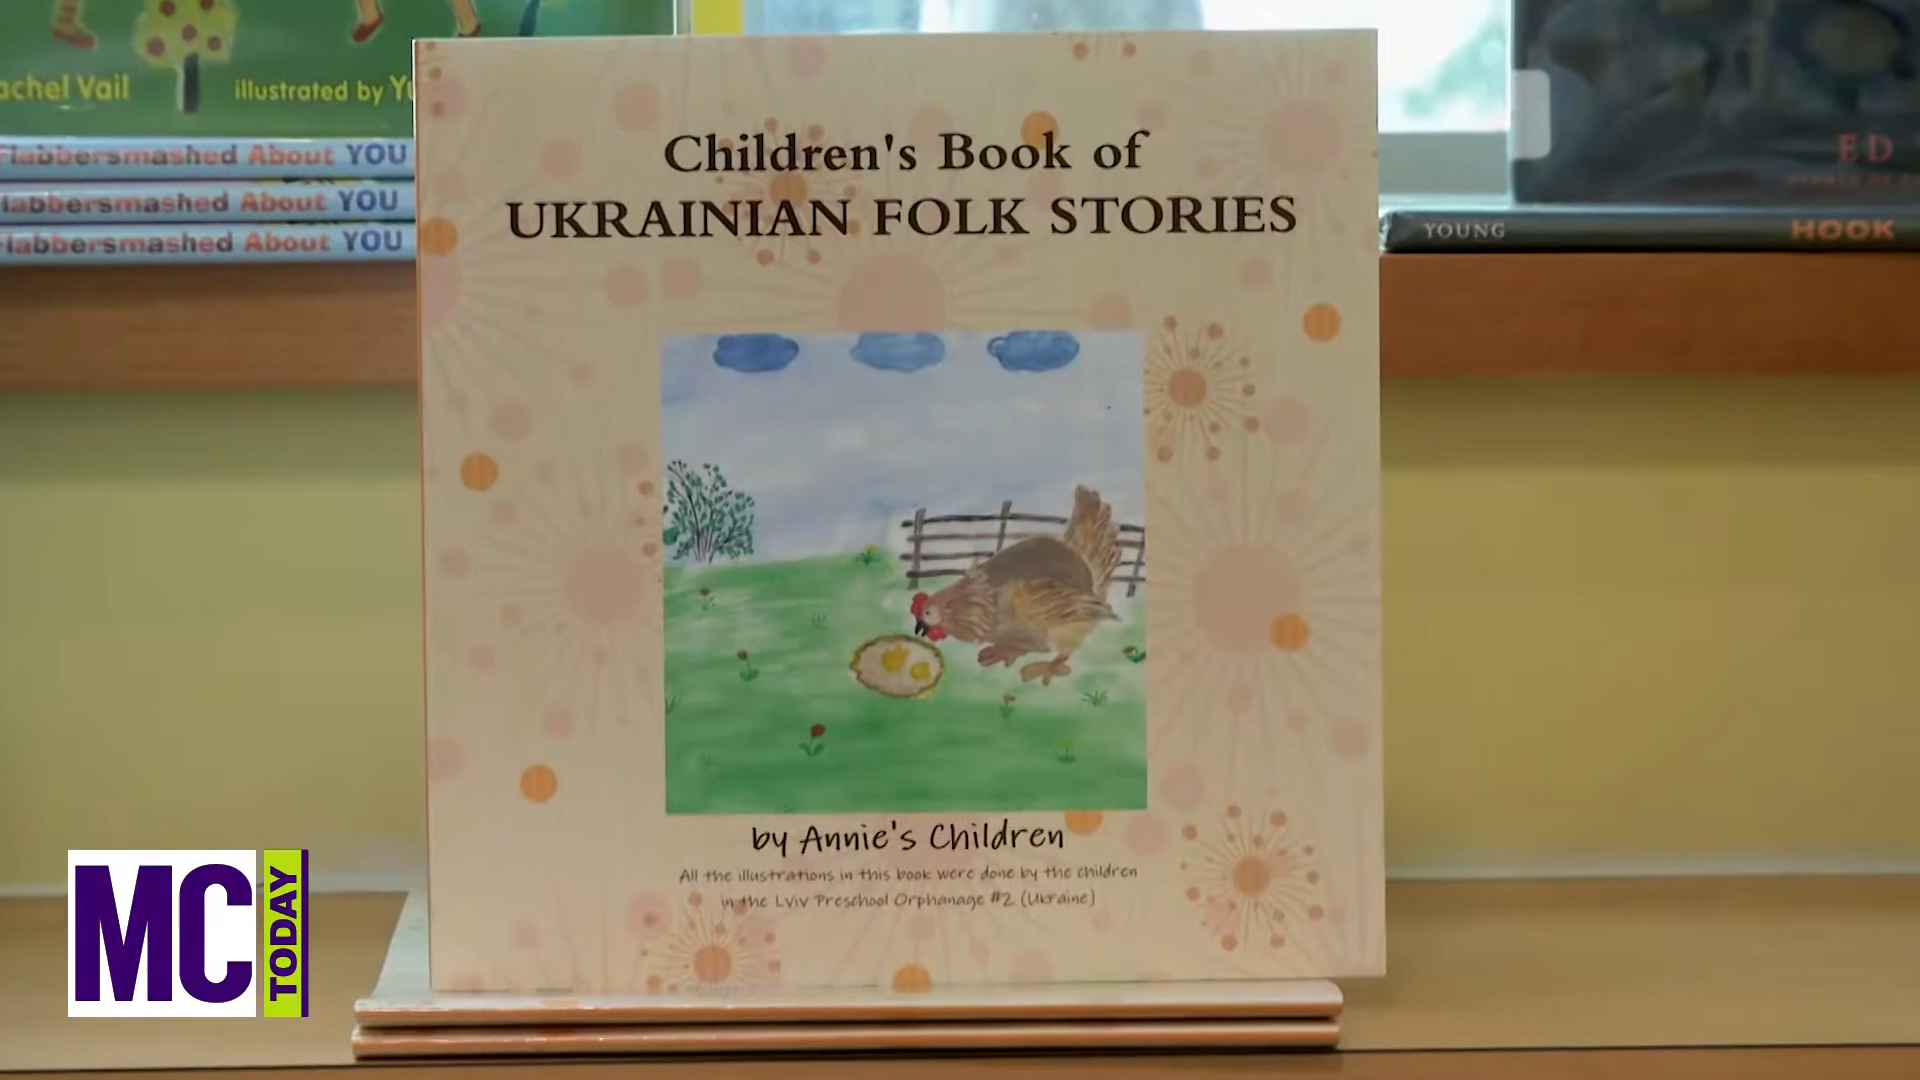 achel Vail
illustrated by Yu
Flabbersmashed About YOU
Flabbersmashed About YOU
Flabbersmashed About YOU
Children's Book of
UKRAINIAN FOLK STORIES
by Annie's Children
All the illustrations in this book were done by the children
in the Lviv Preschool Orphanage #2 (Ukraine)
ED
YOUNG
HOOK
MC
TODAY